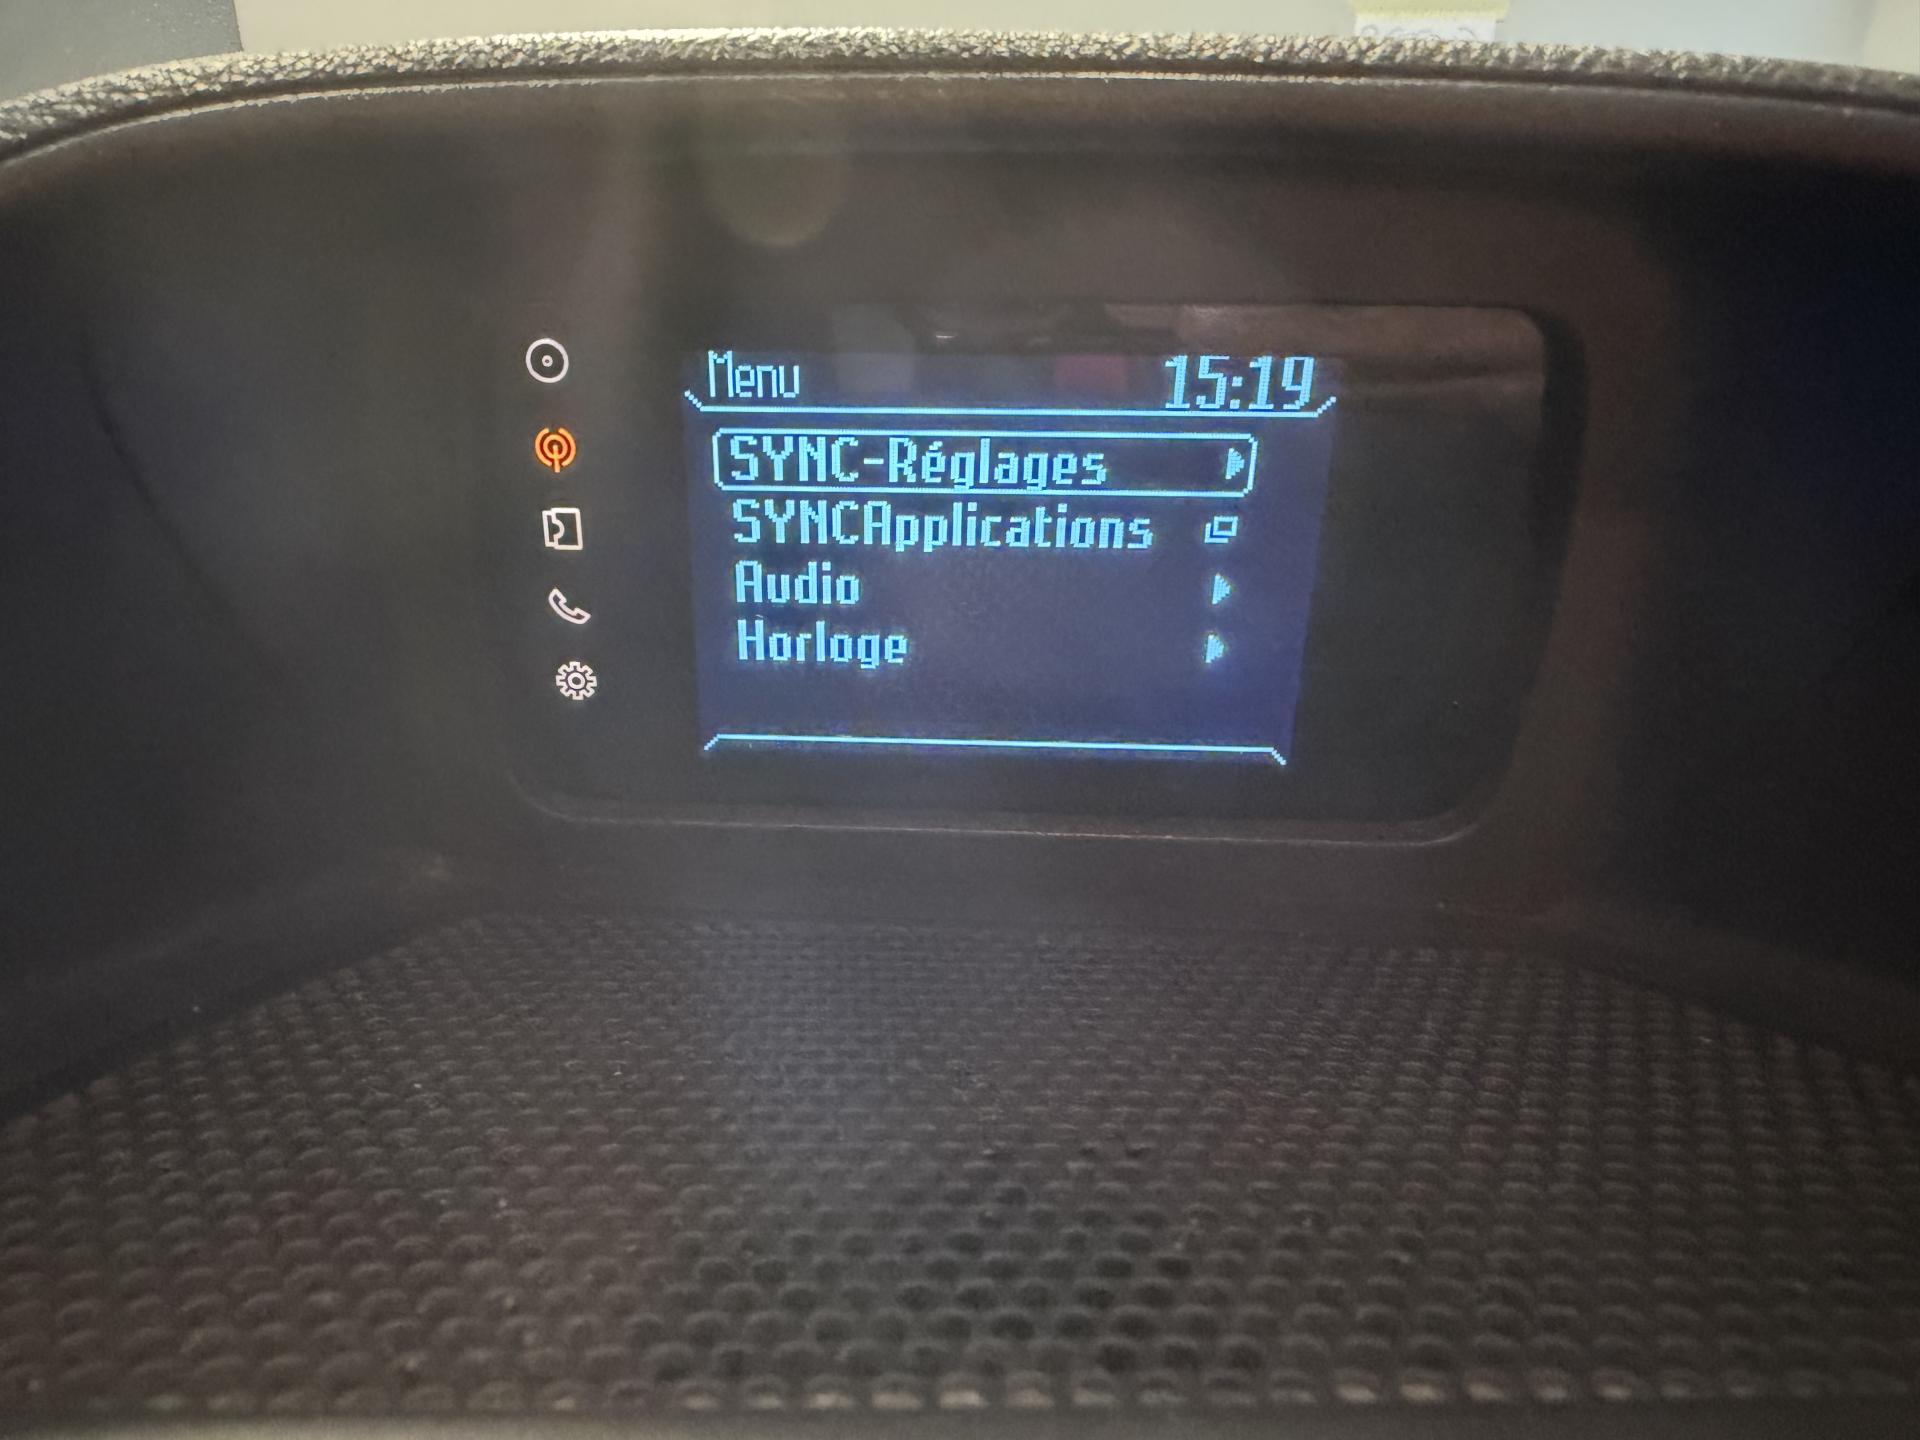 Menu 15:19
SYNC-Réglages
SYNCApplications
Audio
Horloge